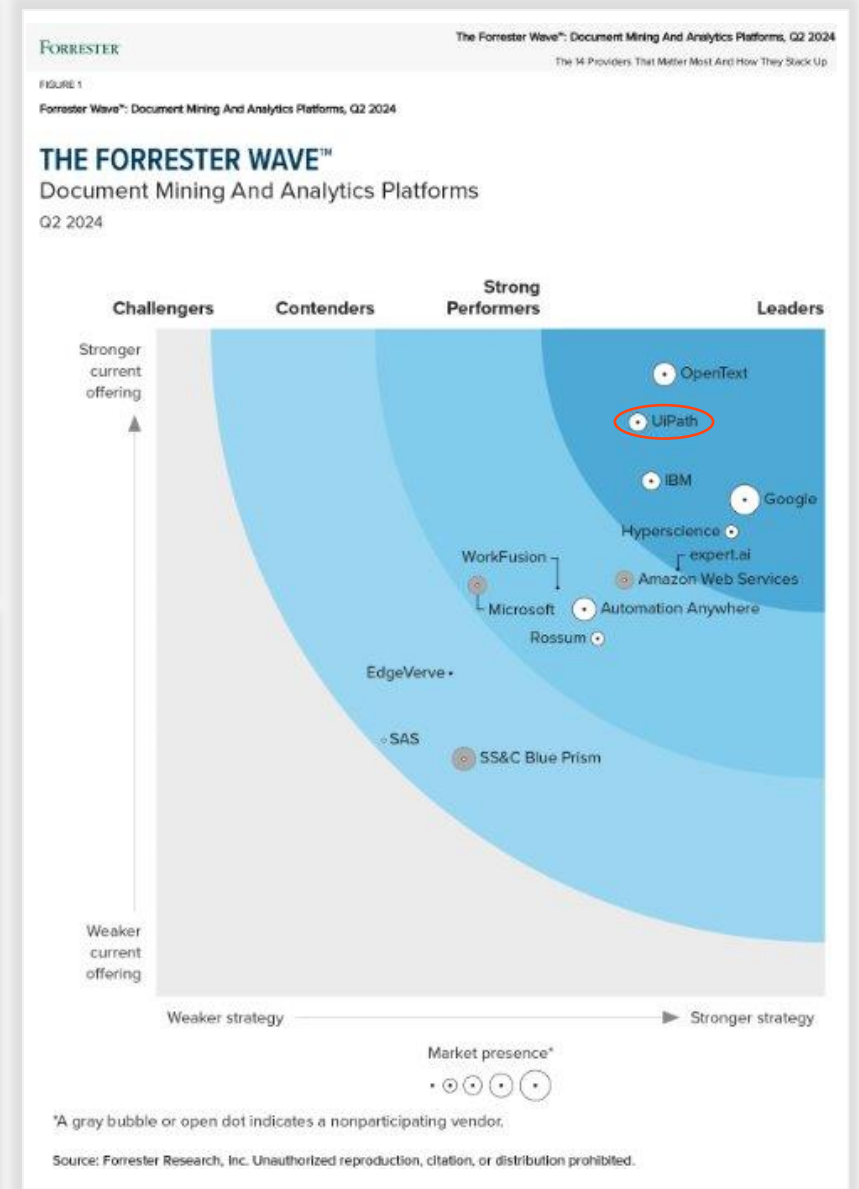 FORRESTER
The Forrester Wave™: Document Mining And Analytics Platforms, Q2 2024
The 14 Providers That Matter Most And How They Stack Up
FIGURE 1
Forrester Wave™: Document Mining And Analytics Platforms, Q2 2024
THE FORRESTER WAVE™
Document Mining And Analytics Platforms
Q2 2024
Challengers
Contenders
Strong
Performers
Leaders
Stronger
current
offering
OpenText
UiPath
IBM
Google
Hyperscience
expert.ai
WorkFusion
Amazon Web Services
Microsoft
Automation Anywhere
Rossum
EdgeVerve
SAS
SS&C Blue Prism
Weaker
current
offering
Weaker strategy
Stronger strategy
Market presence*
*A gray bubble or open dot indicates a nonparticipating vendor.
Source: Forrester Research, Inc. Unauthorized reproduction, citation, or distribution prohibited.